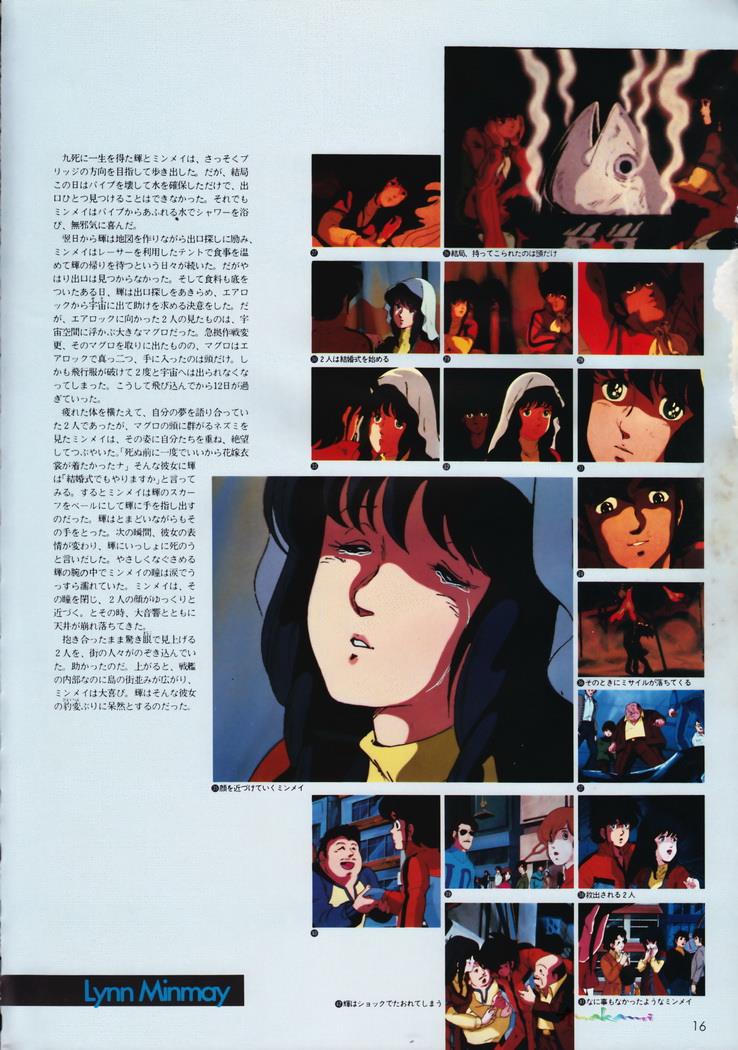 九死に一生を得た輝とミンメイは、さっそくブ
リッジの方向を目指して歩き出した。だが、結局
この日はパイプを壊して水を確保しただけで、出
口ひとつ見つけることはできなかった。それでも
ミンメイはパイプからあふれる水でシャワーを浴
び、無邪気に喜んだ。
翌日から輝は地図を作りながら出口探しに励み、
ミンメイはレーサーを利用したテントで食事を温
めて輝の帰りを待つという日々が続いた。だがや
はり出口は見つからなかった。そして食料も底を
ついたある日、輝は出口探しをあきらめ、エアロ
ックから宇宙に出て助けを求める決意をした。だ
が、エアロックに向かった2人の見たものは、宇
宙空間に浮かぶ大きなマグロだった。急拠作戦変
更、そのマグロを取りに出たものの、マグロはエ
アロックで真っ二つ、手に入ったのは頭だけ。し
かも飛行服が破けて2度と宇宙へは出られなくな
ってしまった。こうして飛び込んでから12日が過
ぎていった。
疲れた体を横たえて、自分の夢を語り合ってい
た2人であったが、マグロの頭に群がるネズミを
見たミンメイは、その姿に自分たちを重ね、絶望
してつぶやいた。「死ぬ前に一度でいいから花嫁衣
裳が着たかったナ」そんな彼女に輝
は「結婚式でもやりますか」と言って
みる。するとミンメイは輝のスカー
フをベールにして輝に手を指し出す
のだった。輝はとまどいながらもそ
の手をとった。次の瞬間、彼女の表
情が変わり、輝にいっしょに死のう
と言いだした。やさしくなぐさめる
輝の腕の中でミンメイの瞳は涙でう
っすら濡れていた。ミンメイは、そ
の瞳を閉じ、2人の顔がゆっくりと
近づく。とその時、大音響とともに
天井が崩れ落ちてきた。
抱き合ったまま驚き眼で見上げる
2人を、街の人々がのぞき込んでい
た。助かったのだ。上がると、戦艦
の内部なのに島の街並みが広がり、
ミンメイは大喜び。輝はそんな彼女
の豹変ぶりに呆然とするのだった。
結局、持ってこられたのは頭だけ
2人は結婚式を始める
そのときにミサイルが落ちてくる
顔を近づけていくミンメイ
救出される2人
輝はショックでたおれてしまう
なに事もなかったようなミンメイ
Lynn Minmay
16